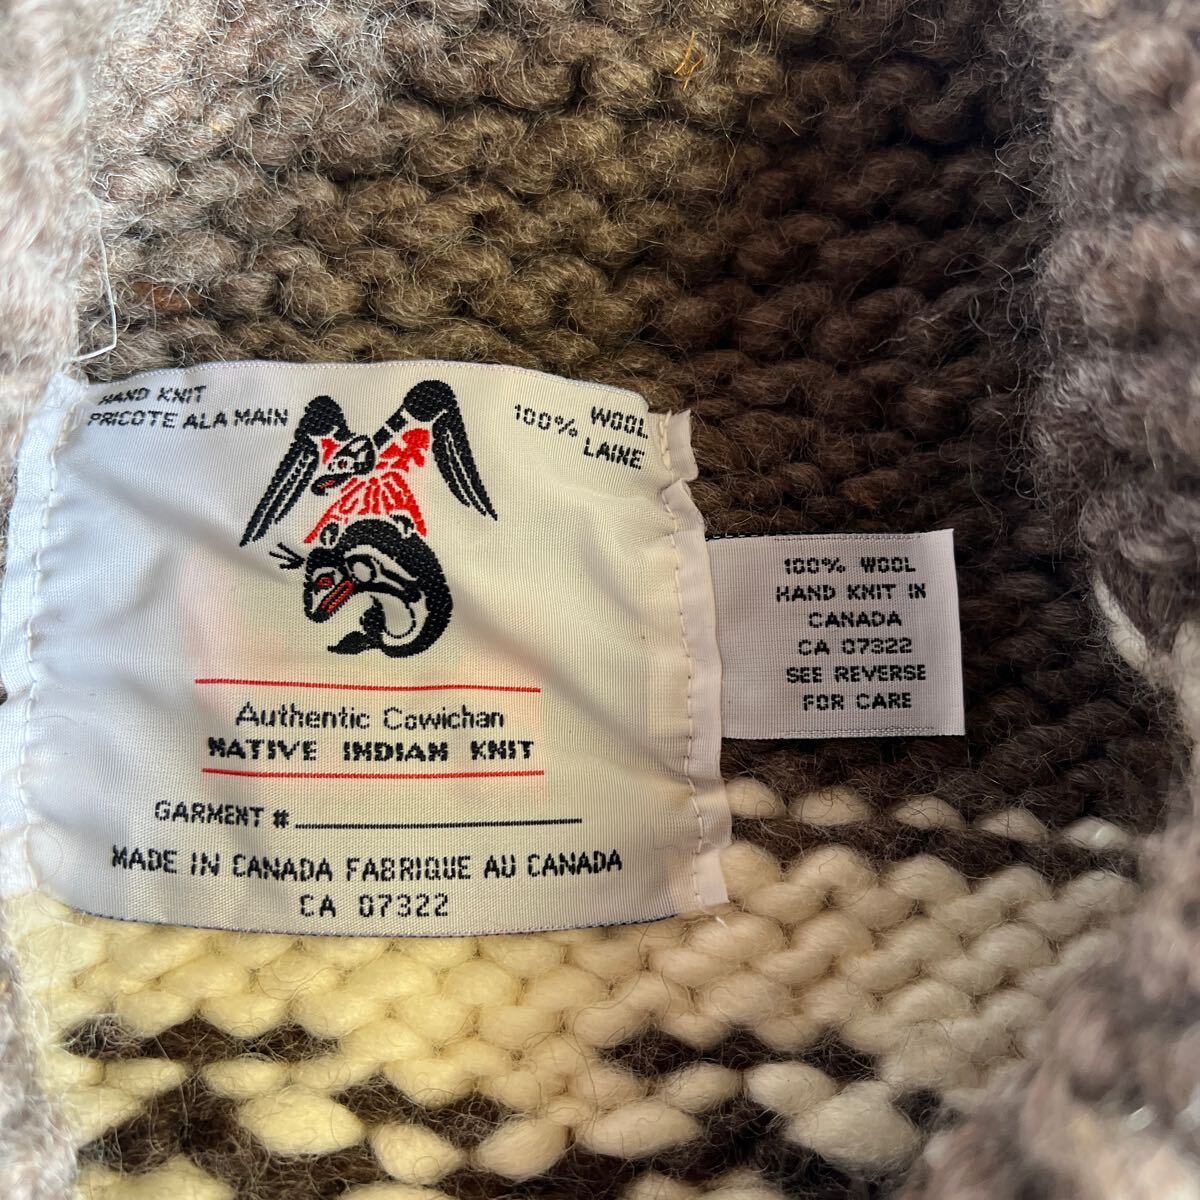 HAND KNIT
PRICOTE ALA MAIN
100% WOOL
LAINE
Authentic Cowichan
NATIVE INDIAN KNIT
GARMENT #
MADE IN CANADA FABRIQUE AU CANADA
CA 07322
100% WOOL
HAND KNIT IN
CANADA
CA 07322
SEE REVERSE
FOR CARE